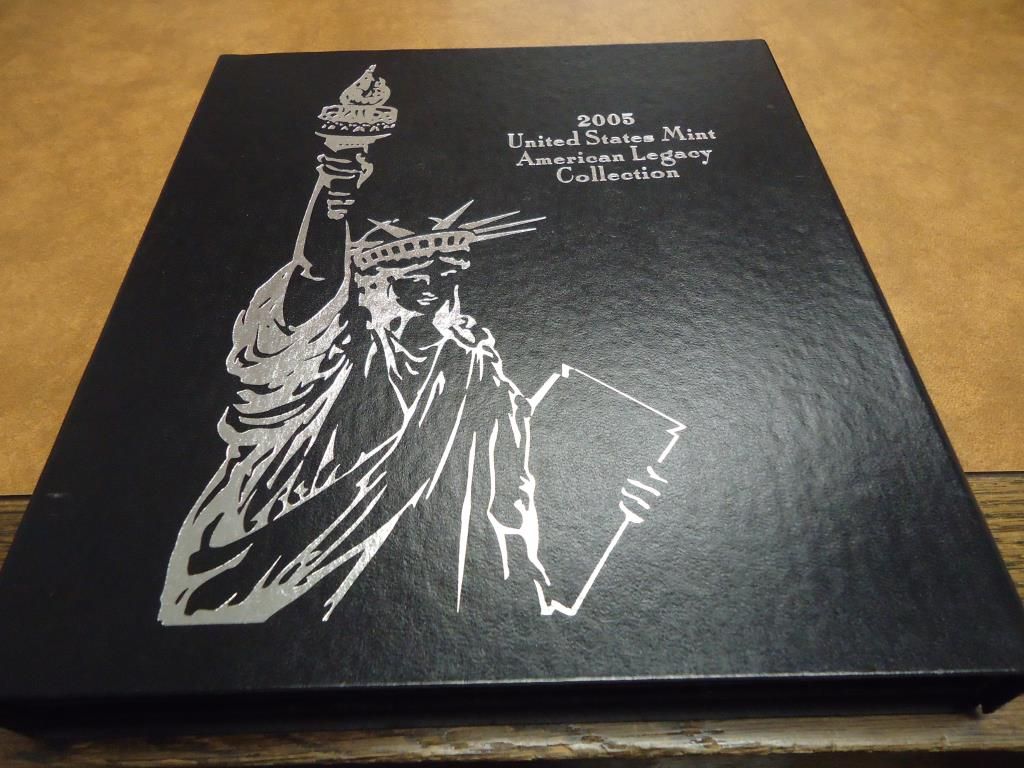 2005
United States Mint
American Legacy
Collection